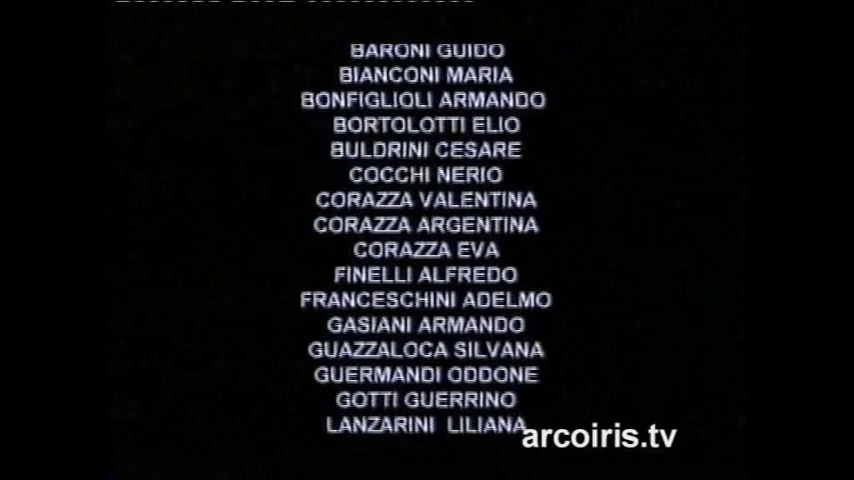 BARONI GUIDO
BIANCONI MARIA
BONFIGLIOLI ARMANDO
BORTOLOTTI ELIO
BULDRINI CESARE
COCCHI NERIO
CORAZZA VALENTINA
CORAZZA ARGENTINA
CORAZZA EVA
FINELLI ALFREDO
FRANCESCHINI ADELMO
GASIANI ARMANDO
GUAZZALOCA SILVANA
GUERMANDI ODDONE
GOTTI GUERRINO
LANZARINI LILIANA
arcoiris.tv